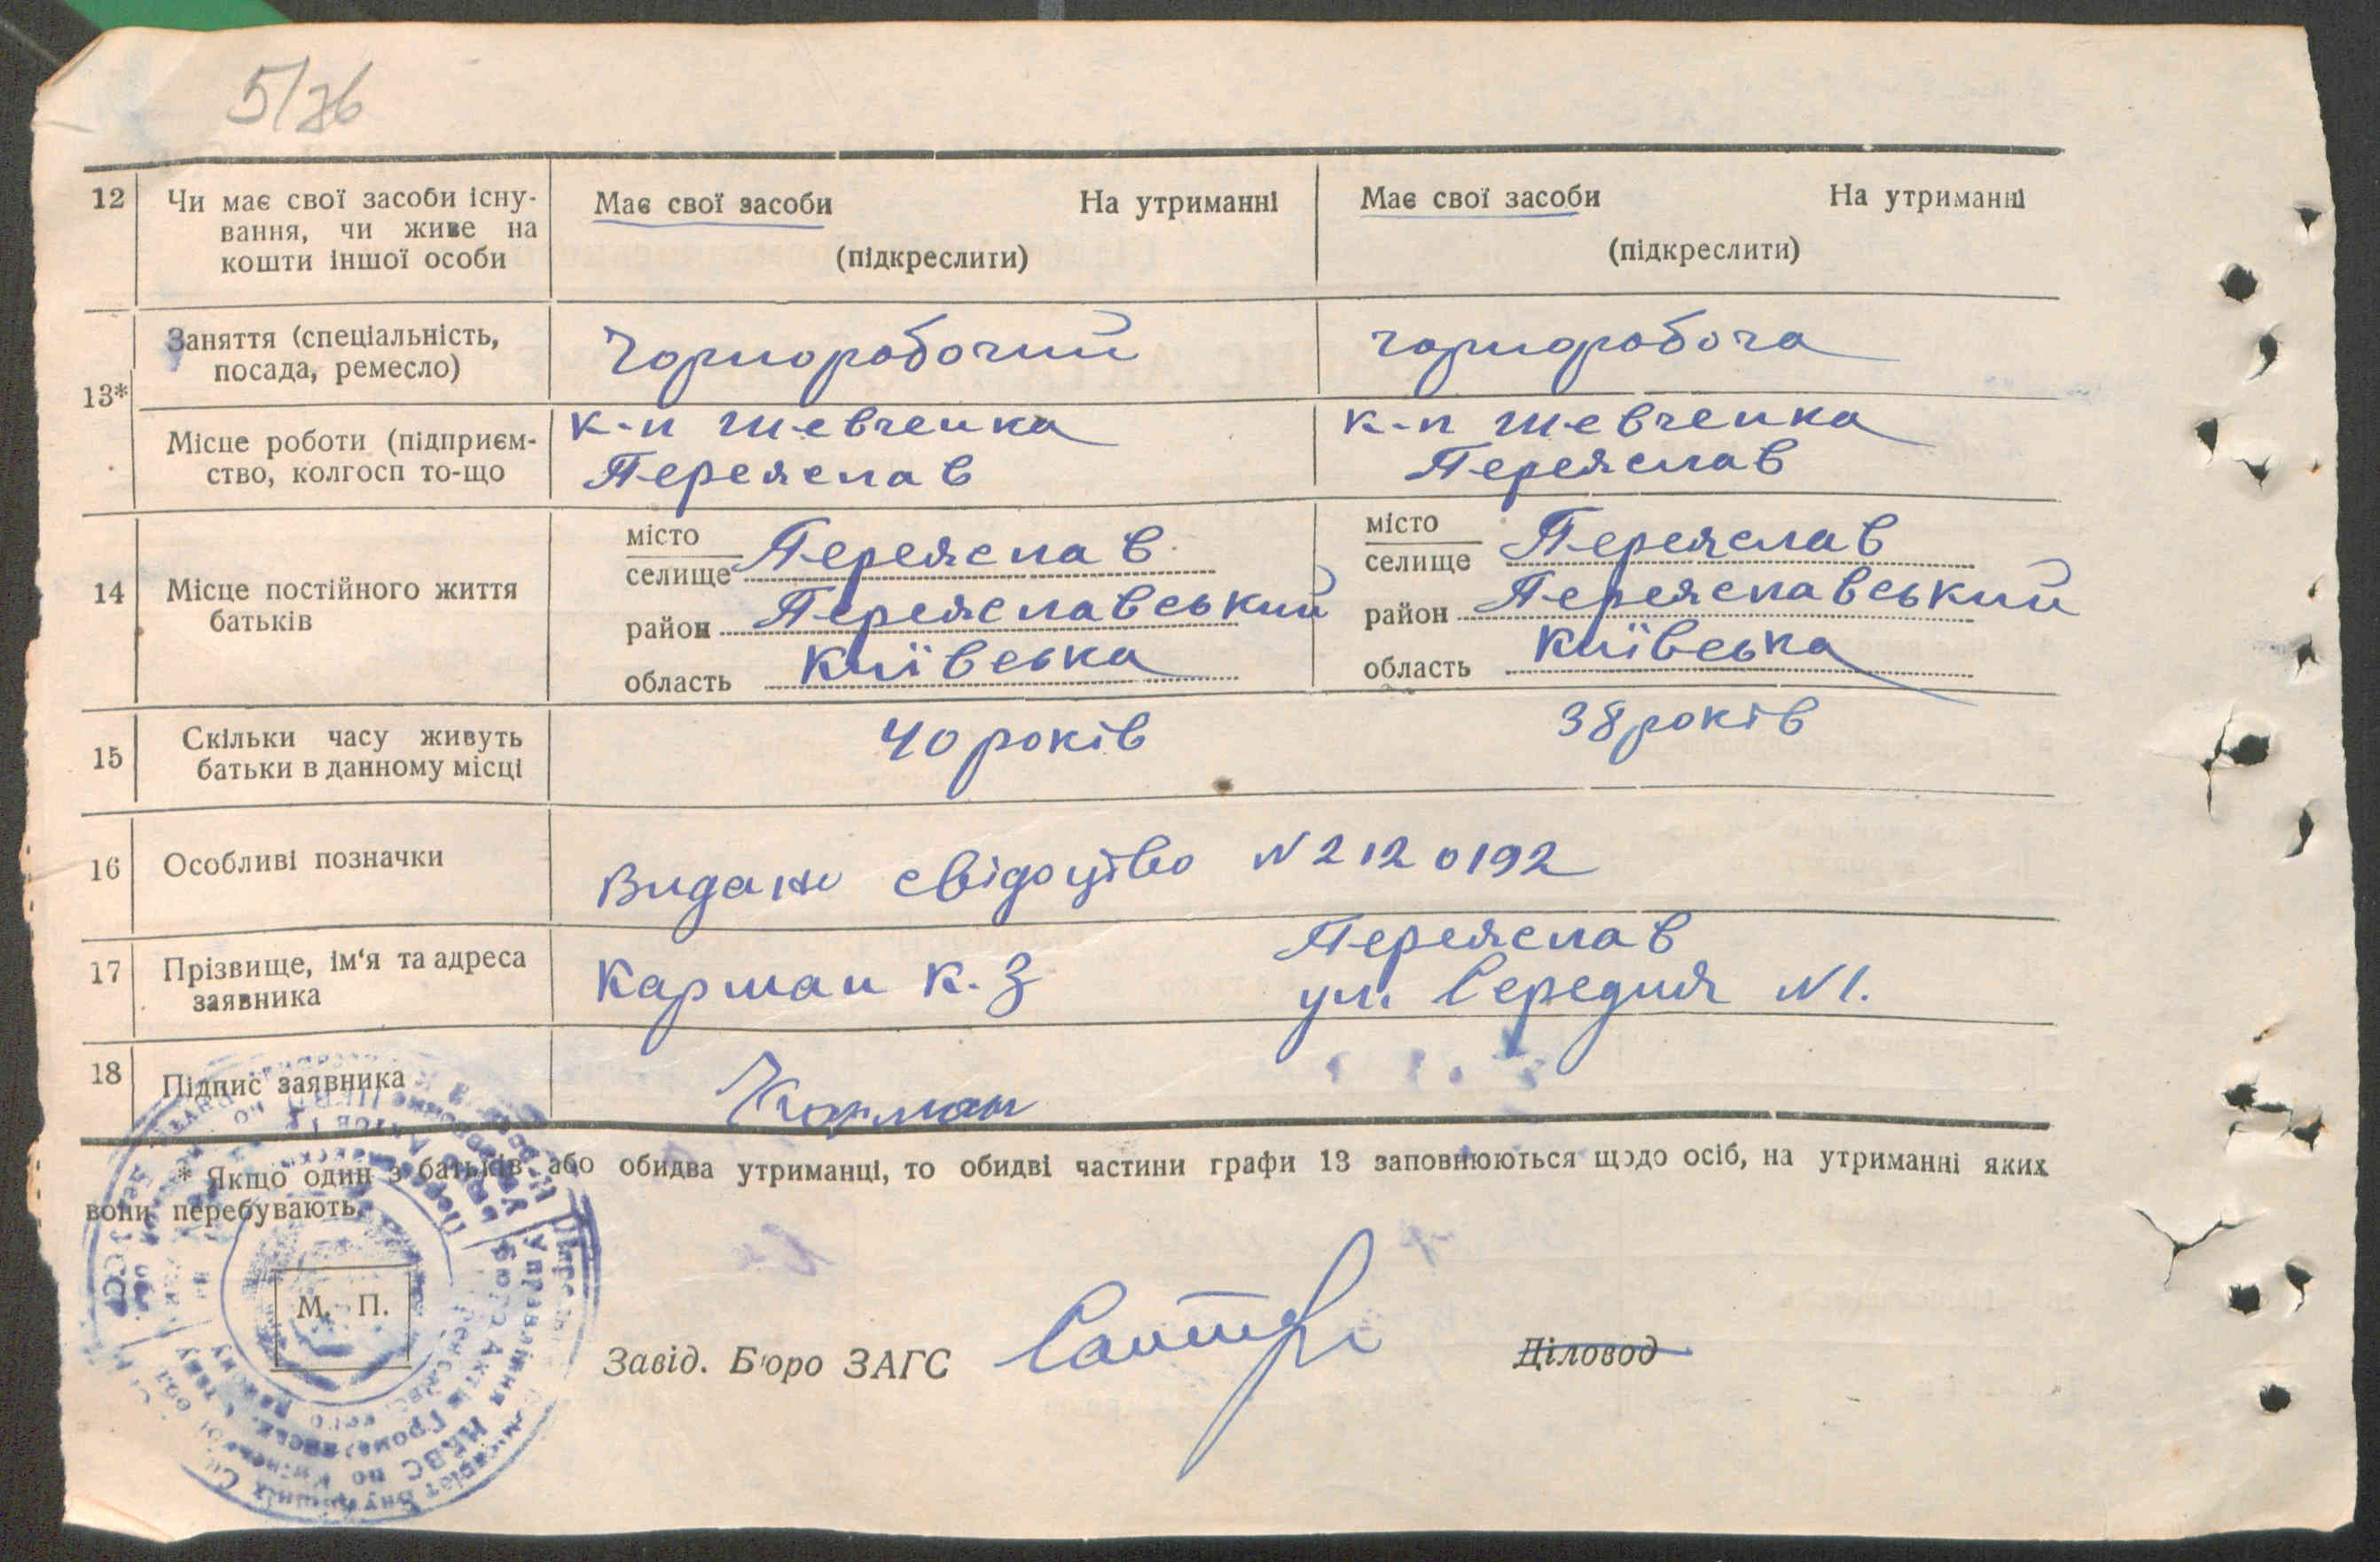 5/
12 Чи має свої засоби існу- Має свої засоби На утриманні Має свої засоби На утриманні
вання, чи живе на
кошти іншої особи (підкреслити) (підкреслити)
13* Заняття (спеціальність, Чорноробочий чорноробоча
посада, ремесло)
Місце роботи (підприєм- к-п Шевченка к-п Шевченка
ство, колгосп то-що Переяслав Переяслав
14 Місце постійного життя
батьків
місто
селище Переяслав
район Переяславський
область Київська
місто
селище Переяслав
район Переяславський
область Київська
15 Скільки часу живуть 40 років 38 років
батьки в данному місці
16 Особливі позначки Видано свідоцтво N 2120192
17 Прізвище, ім'я та адреса Карман К. З Переяслав
заявника ул. Середня N 1.
18 Підпис заявника Карман
* Якщо один з батьків або обидва утриманці, то обидві частини графи 13 заповнюються щодо осіб, на утриманні яких
вони перебувають.
М. П.
Завід. Бюро ЗАГС Діловод